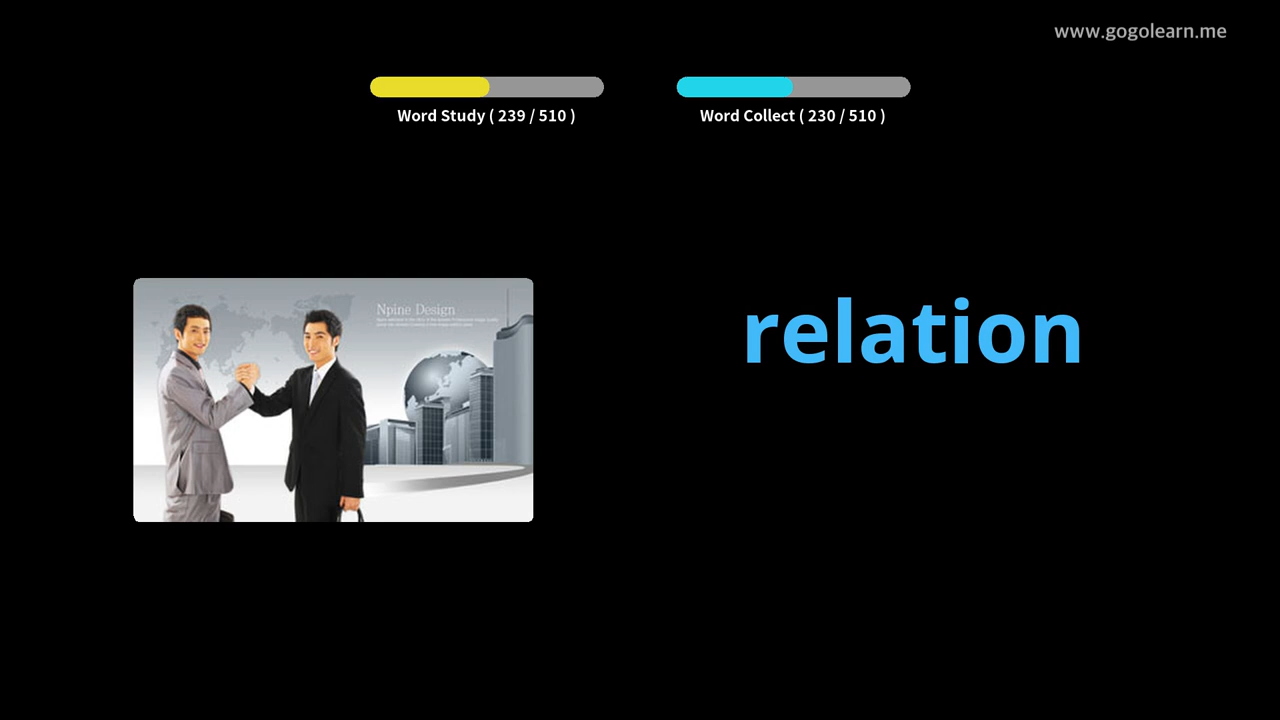 www.gogolearn.me
Word Study ( 239 / 510 )
Word Collect ( 230 / 510 )
Npine Design
relation